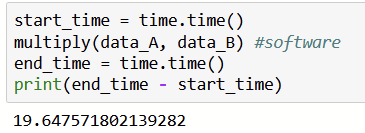 start_time = time.time()
multiply(data_A, data_B) #software
end_time = time.time()
print(end_time - start_time)
19.647571802139282